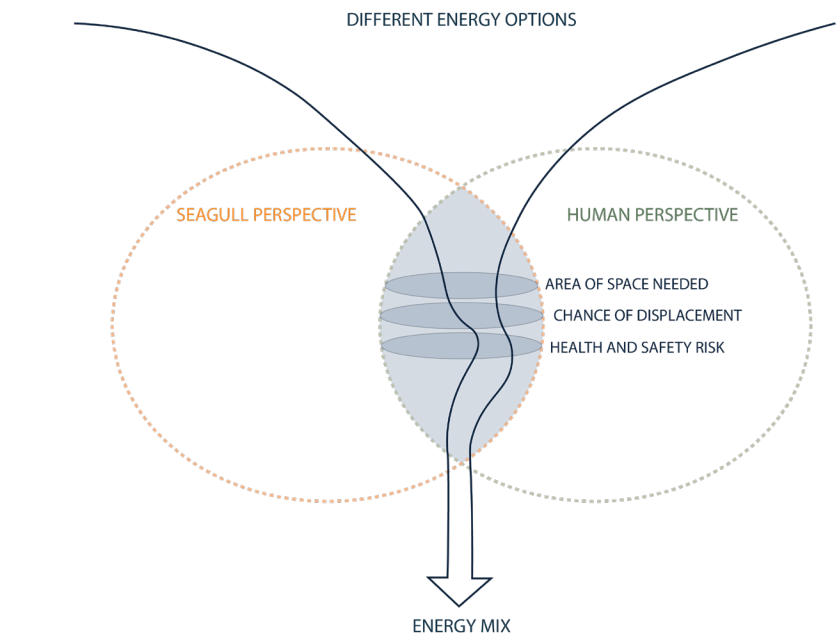 DIFFERENT ENERGY OPTIONS
SEAGULL PERSPECTIVE
HUMAN PERSPECTIVE
AREA OF SPACE NEEDED
CHANCE OF DISPLACEMENT
HEALTH AND SAFETY RISK
ENERGY MIX